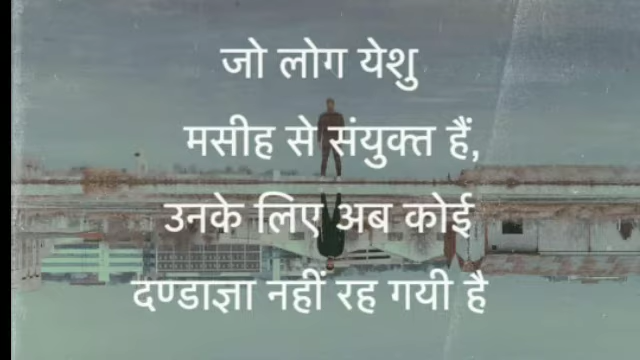 जो लोग येशु
मसीह से संयुक्त हैं,
उनके लिए अब कोई
दण्डाज्ञा नहीं रह गयी है